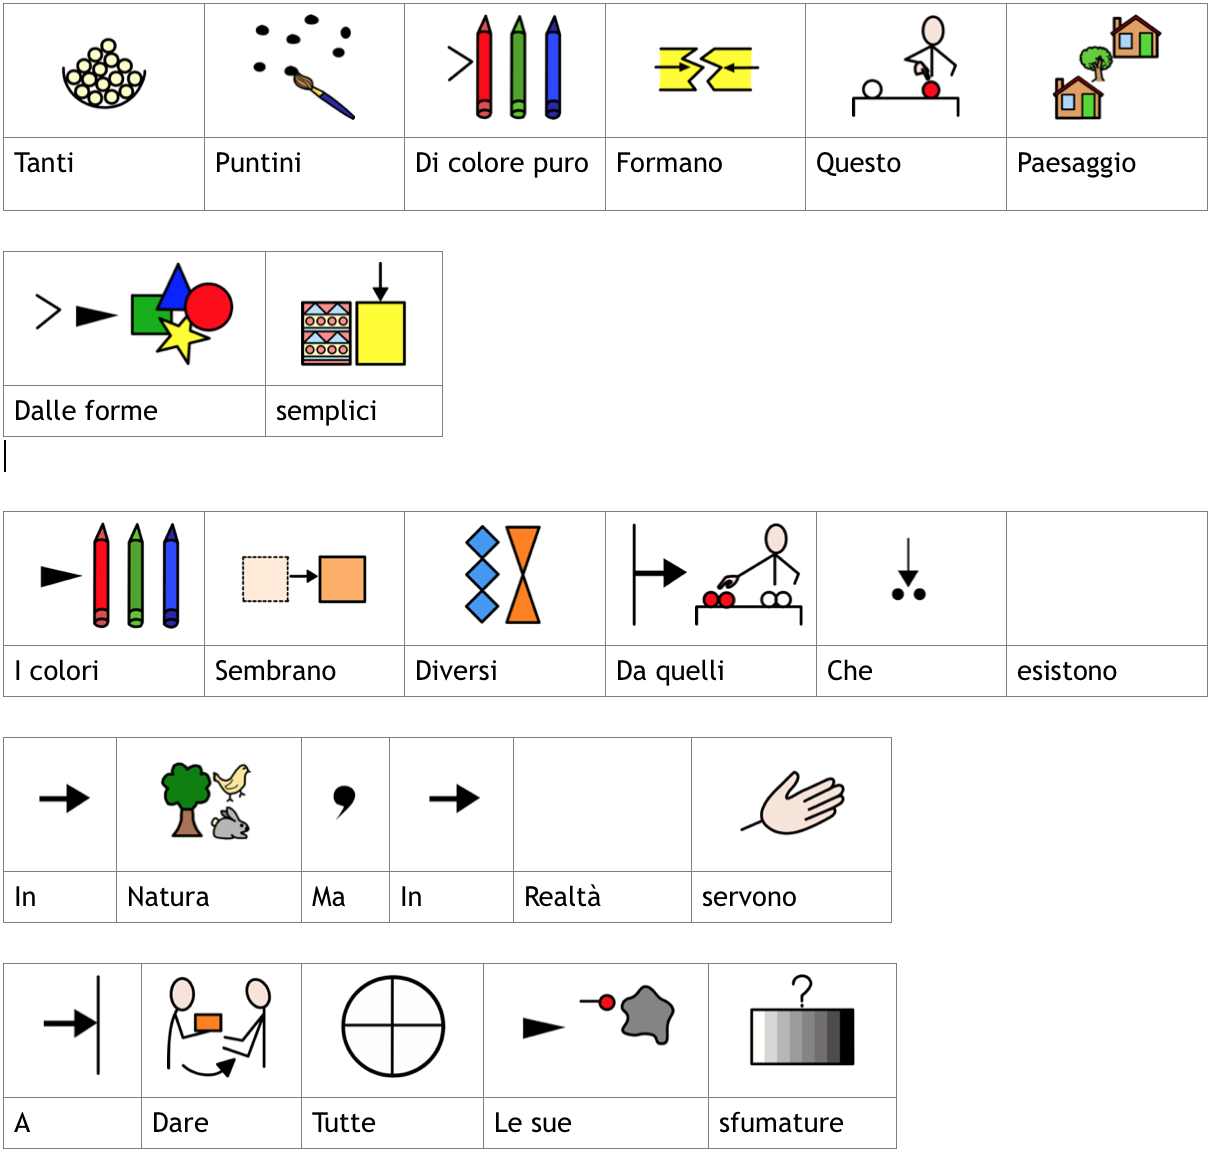 Tanti Puntini Di colore puro Formano Questo Paesaggio
Dalle forme semplici
I colori Sembrano Diversi Da quelli Che esistono
In Natura Ma In Realtà servono
A Dare Tutte Le sue sfumature